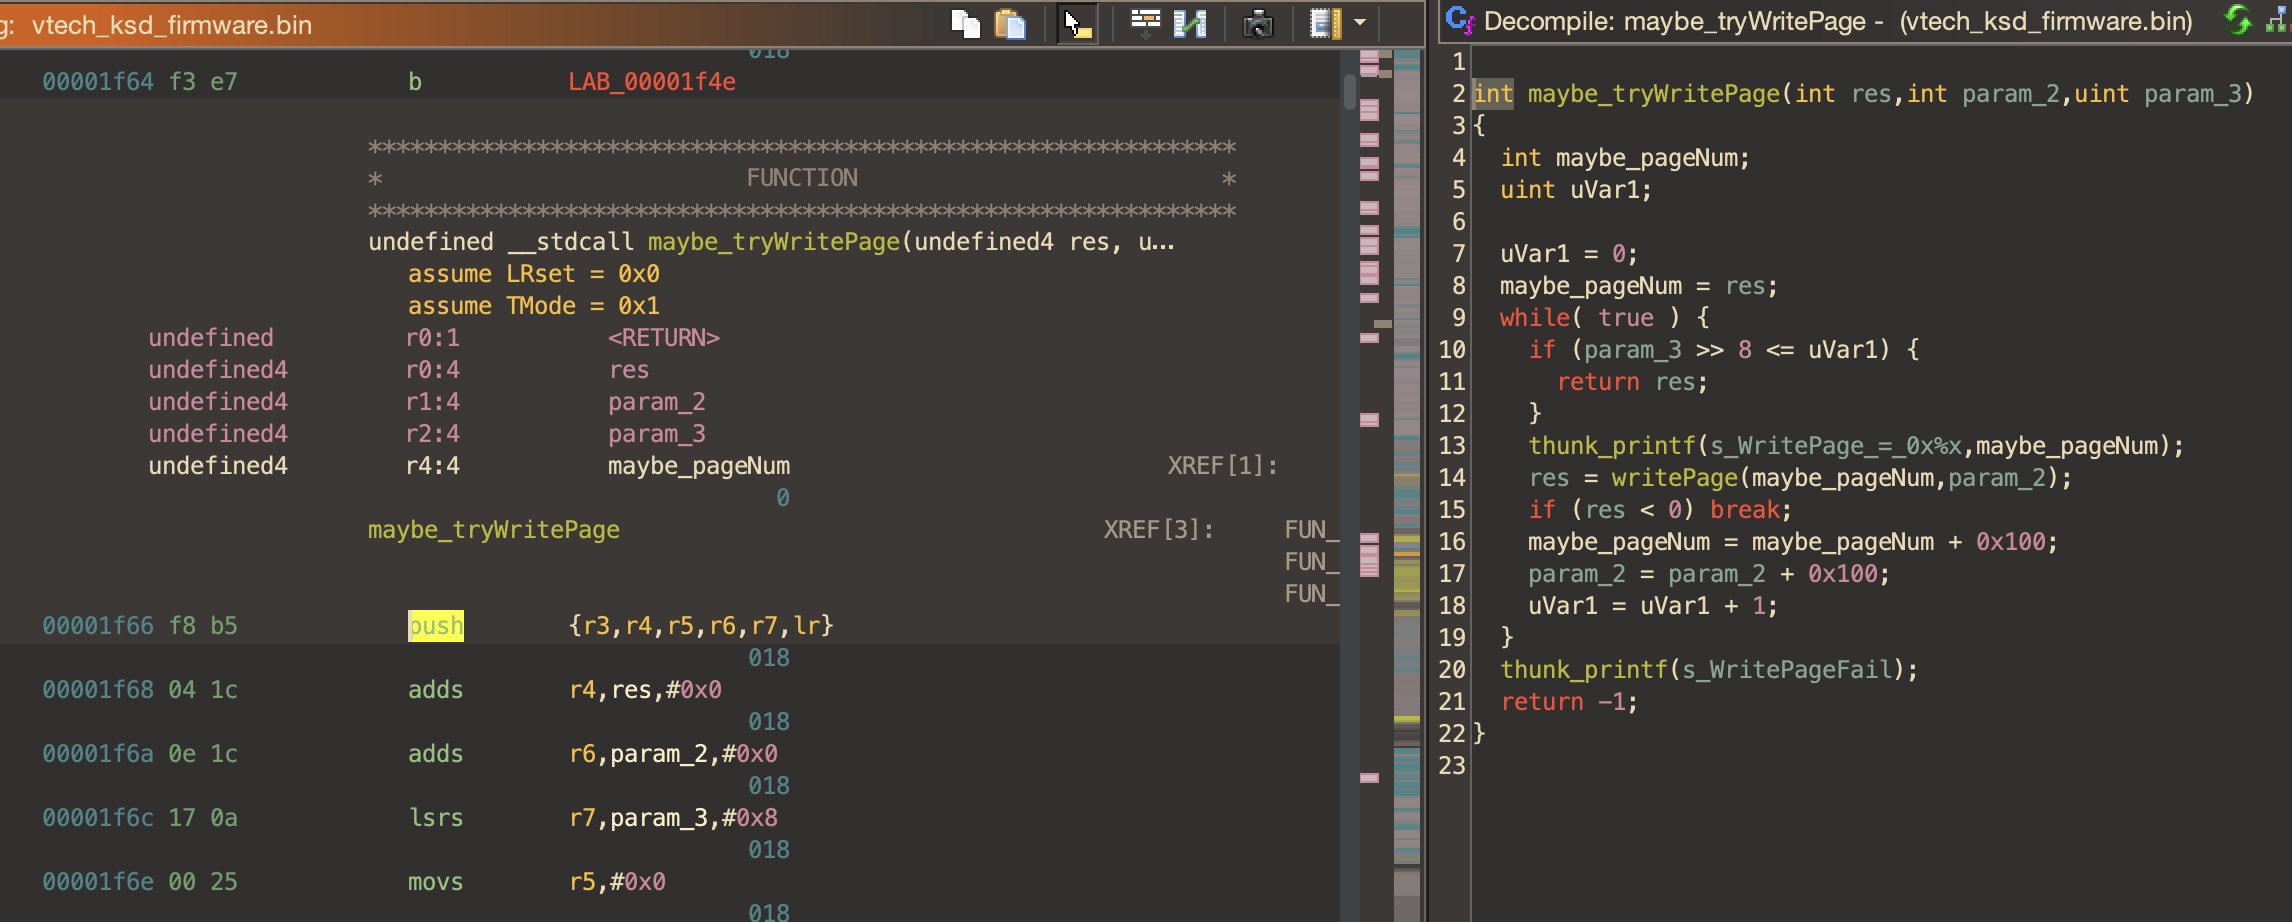 g: vtech_ksd_firmware.bin
018
00001f64 f3 e7 b LAB_00001f4e
**************************************************************
* FUNCTION *
**************************************************************
undefined __stdcall maybe_tryWritePage(undefined4 res, u...
assume LRset = 0x0
assume TMode = 0x1
undefined r0:1 <RETURN>
undefined4 r0:4 res
undefined4 r1:4 param_2
undefined4 r2:4 param_3
undefined4 r4:4 maybe_pageNum XREF[1]:
0
maybe_tryWritePage XREF[3]: FUN_
FUN_
FUN_
00001f66 f8 b5 push {r3,r4,r5,r6,r7,lr}
018
00001f68 04 1c adds r4,res,#0x0
018
00001f6a 0e 1c adds r6,param_2,#0x0
018
00001f6c 17 0a lsrs r7,param_3,#0x8
018
00001f6e 00 25 movs r5,#0x0
018
Decompile: maybe_tryWritePage - (vtech_ksd_firmware.bin)
1
2 int maybe_tryWritePage(int res,int param_2,uint param_3)
3 {
4 int maybe_pageNum;
5 uint uVar1;
6
7 uVar1 = 0;
8 maybe_pageNum = res;
9 while( true ) {
10 if (param_3 >> 8 <= uVar1) {
11 return res;
12 }
13 thunk_printf(s_WritePage_=_0x%x,maybe_pageNum);
14 res = writePage(maybe_pageNum,param_2);
15 if (res < 0) break;
16 maybe_pageNum = maybe_pageNum + 0x100;
17 param_2 = param_2 + 0x100;
18 uVar1 = uVar1 + 1;
19 }
20 thunk_printf(s_WritePageFail);
21 return -1;
22 }
23